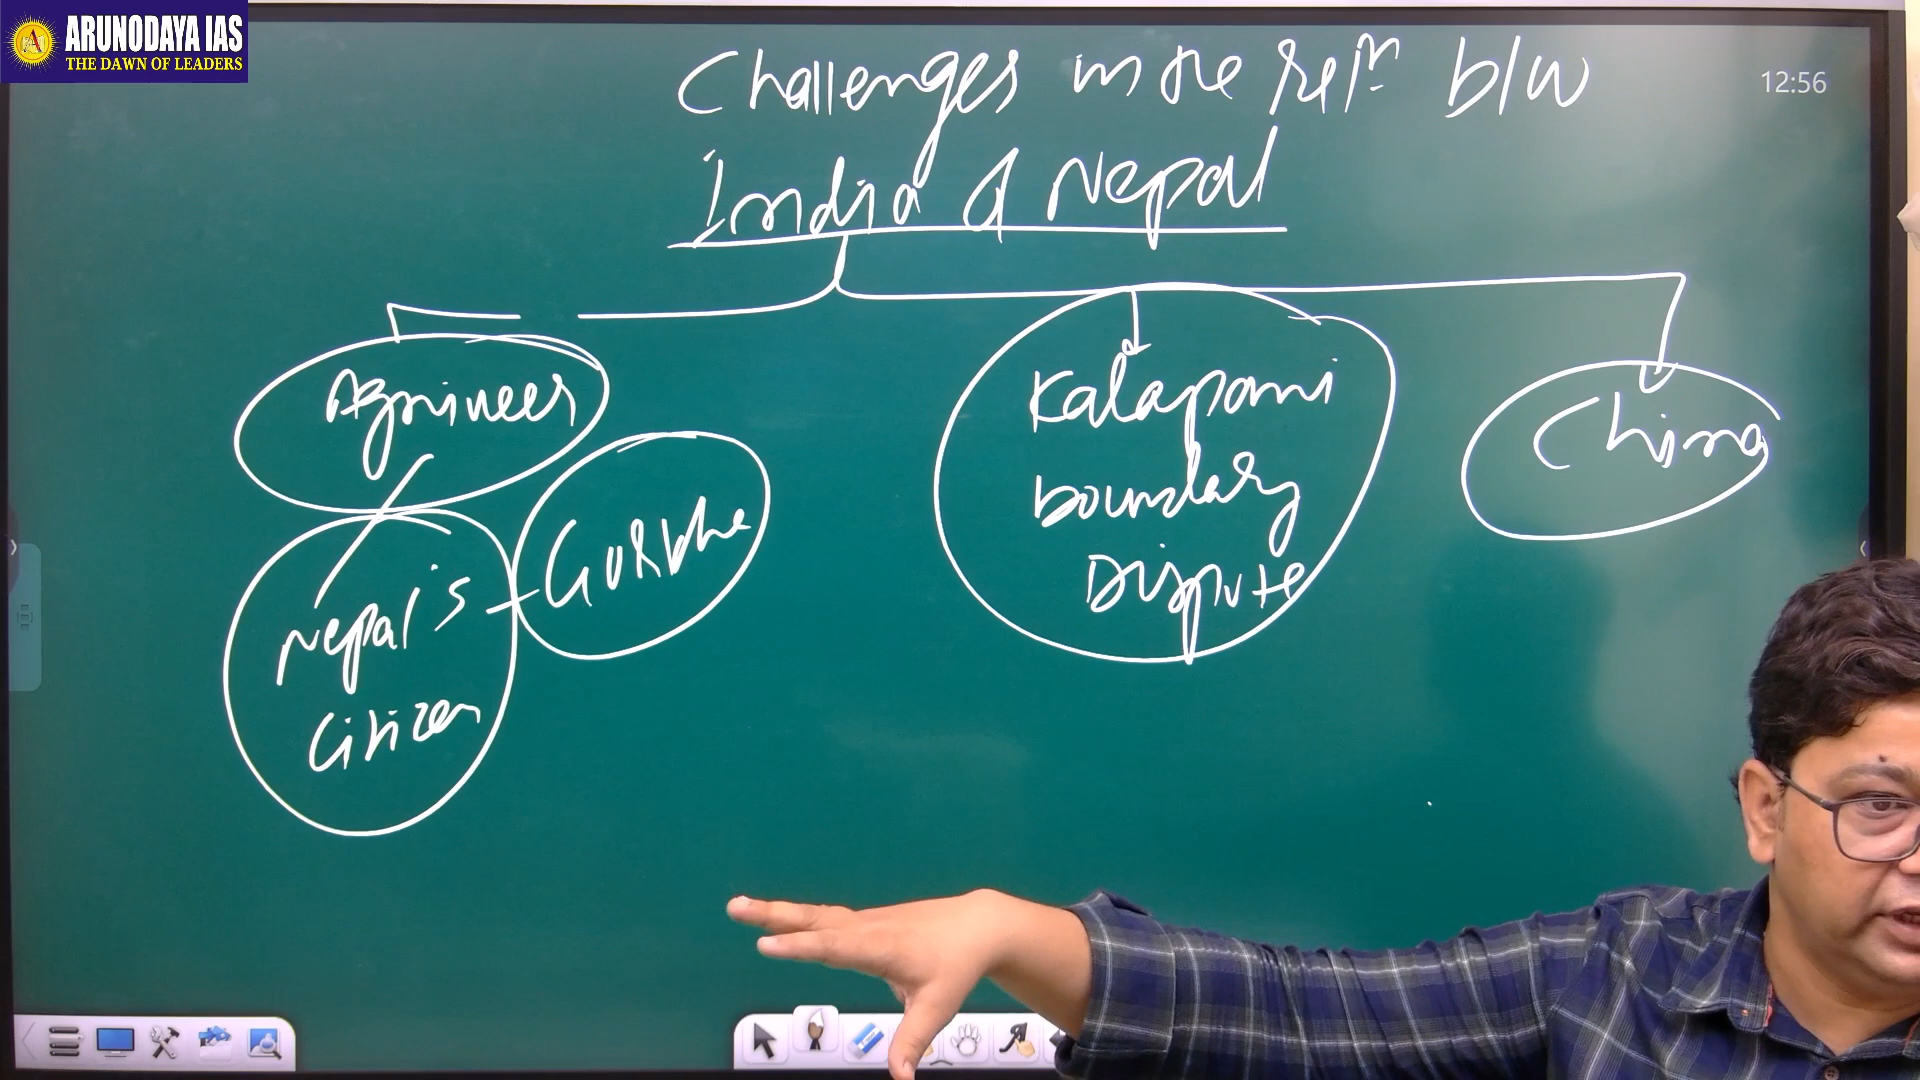 ARUNODAYA IAS
THE DAWN OF LEADERS
12:56
Challenges in the relⁿ b/w
India & Nepal
Agniveer
Nepal's
Citizen
Gorkha
Kalapani
Boundary
Dispute
China